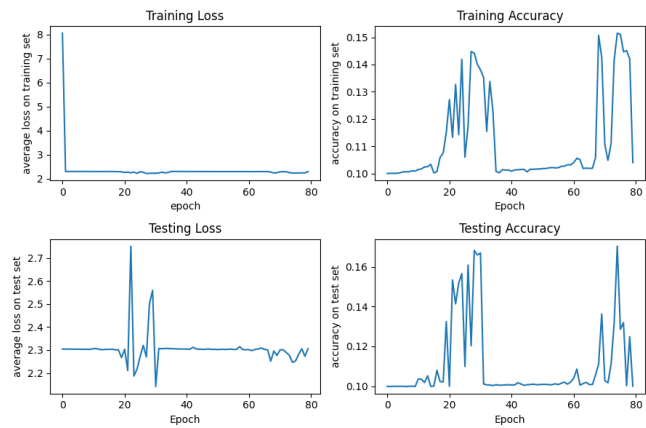 Training Loss
average loss on training set
8
7
6
5
4
3
2
0 20 40 60 80
epoch
Training Accuracy
accuracy on training set
0.15
0.14
0.13
0.12
0.11
0.10
0 20 40 60 80
Epoch
Testing Loss
average loss on test set
2.7
2.6
2.5
2.4
2.3
2.2
0 20 40 60 80
Epoch
Testing Accuracy
accuracy on test set
0.16
0.14
0.12
0.10
0 20 40 60 80
Epoch